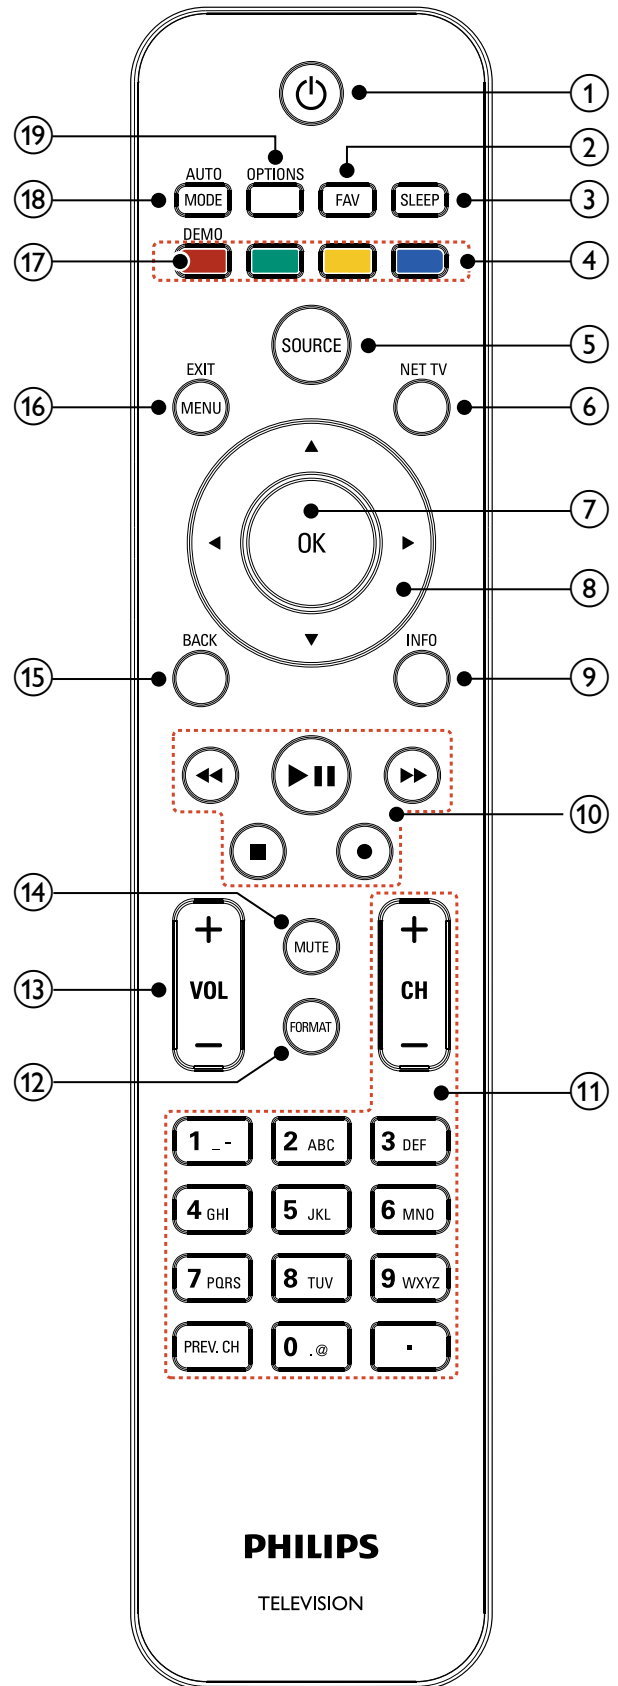 ①
⑲
②
AUTO OPTIONS
⑱ MODE FAV SLEEP ③
DEMO
⑰ ④
SOURCE ⑤
EXIT NET TV
⑯ MENU ⑥
⑦
OK
⑧
BACK INFO
⑮ ⑨
⑩
⑭
+ +
MUTE
⑬ VOL CH
FORMAT
− −
⑫ ⑪
1 _ - 2 ABC 3 DEF
4 GHI 5 JKL 6 MNO
7 PQRS 8 TUV 9 WXYZ
PREV. CH 0 .@ .
PHILIPS
TELEVISION